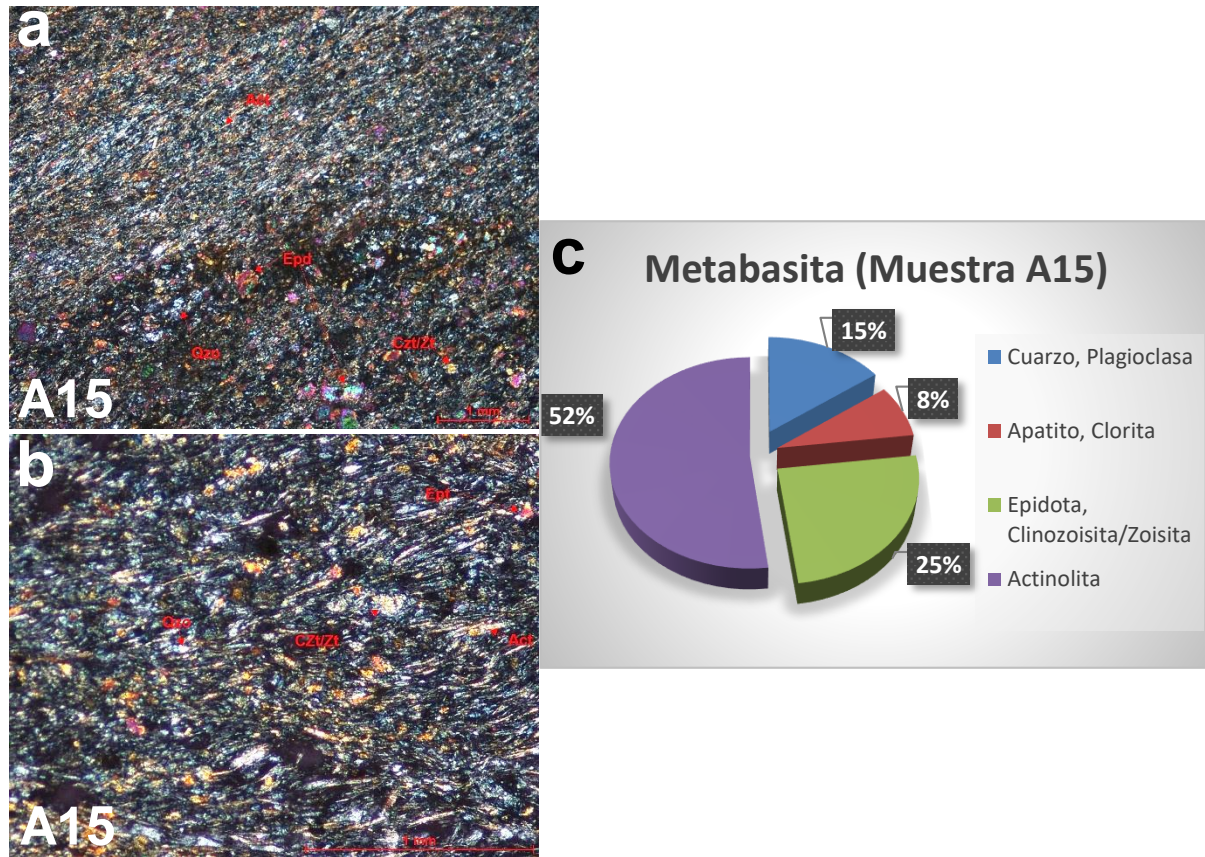 a
Act
Epd
Qzo
Czt/Zt
A15
1 mm
b
Epf
Qzo
CZt/Zt
Act
A15
1 mm
c
Metabasita (Muestra A15)
15%
8%
52%
25%
Cuarzo, Plagioclasa
Apatito, Clorita
Epidota,
Clinozoisita/Zoisita
Actinolita